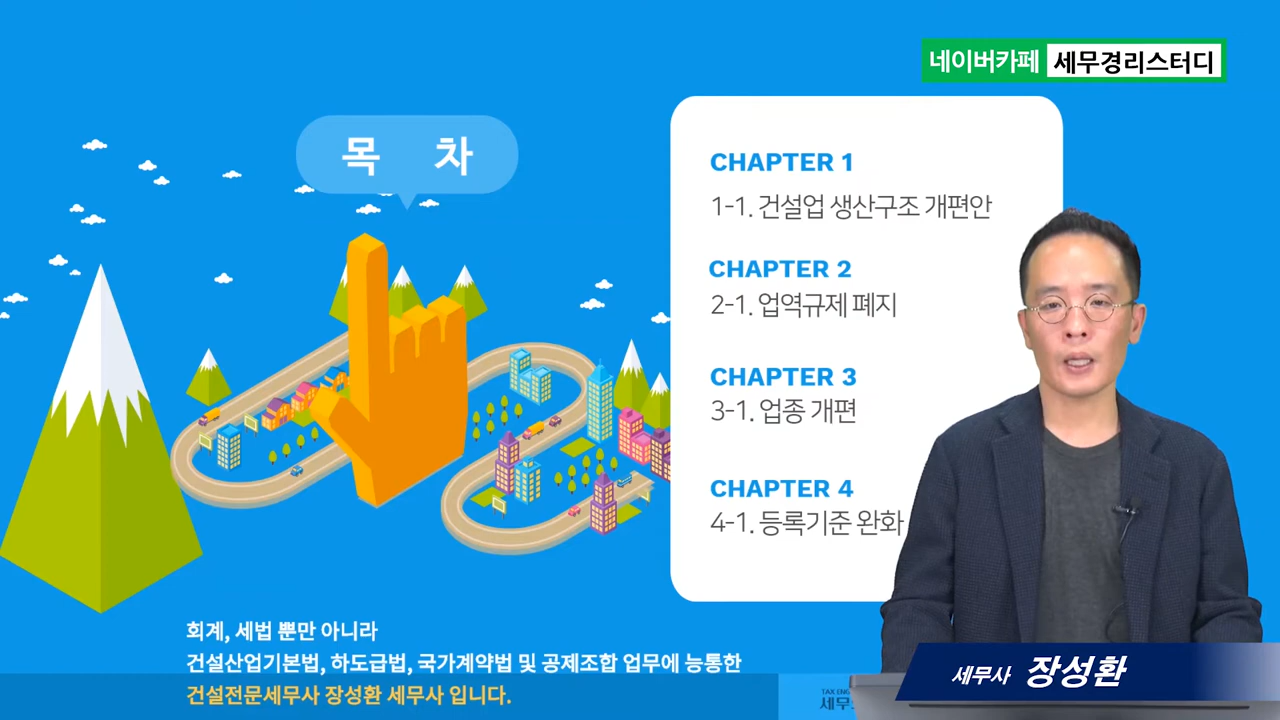 네이버카페 세무경리스터디
목 차
CHAPTER 1
1-1. 건설업 생산구조 개편안
CHAPTER 2
2-1. 업역규제 폐지
CHAPTER 3
3-1. 업종 개편
CHAPTER 4
4-1. 등록기준 완화
회계, 세법 뿐만 아니라
건설산업기본법, 하도급법, 국가계약법 및 공제조합 업무에 능통한
건설전문세무사 장성환 세무사 입니다.
TAX
세무
세무사 장성환